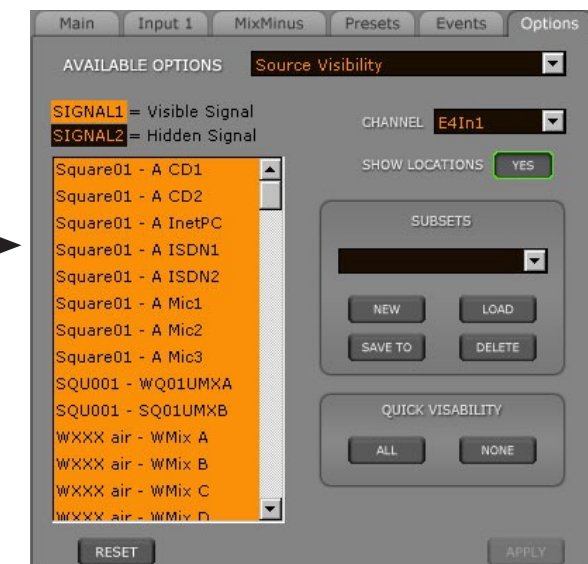 Main Input 1 MixMinus Presets Events Options
AVAILABLE OPTIONS Source Visibility
SIGNAL1 = Visible Signal
SIGNAL2 = Hidden Signal
CHANNEL E4In1
SHOW LOCATIONS YES
Square01 - A CD1
Square01 - A CD2
Square01 - A InetPC
Square01 - A ISDN1
Square01 - A ISDN2
Square01 - A Mic1
Square01 - A Mic2
Square01 - A Mic3
SQU001 - WQ01UMXA
SQU001 - SQ01UMXB
WXXX air - WMix A
WXXX air - WMix B
WXXX air - WMix C
WXXX air - WMix D
SUBSETS
NEW LOAD
SAVE TO DELETE
QUICK VISABILITY
ALL NONE
RESET APPLY